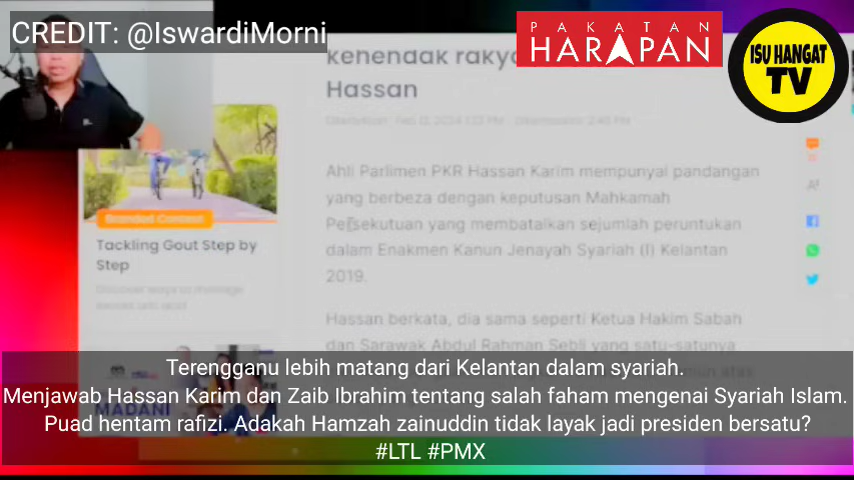 CREDIT: @IswardiMorni
PAKATAN
HARAPAN
ISU HANGAT
TV
kehendak rakya
Hassan
Ahli Parlimen PKR Hassan Karim mempunyai pandangan
yang berbeza dengan keputusan Mahkamah
Persekutuan yang membatalkan sejumlah peruntukan
dalam Enakmen Kanun Jenayah Syariah (I) Kelantan
2019.
Hassan berkata, dia sama seperti Ketua Hakim Sabah
dan Sarawak Abdul Rahman Sebli yang satu-satunya
Branded Content
Tackling Gout Step by
Step
MADANI
Terengganu lebih matang dari Kelantan dalam syariah.
Menjawab Hassan Karim dan Zaib Ibrahim tentang salah faham mengenai Syariah Islam.
Puad hentam rafizi. Adakah Hamzah zainuddin tidak layak jadi presiden bersatu?
#LTL #PMX